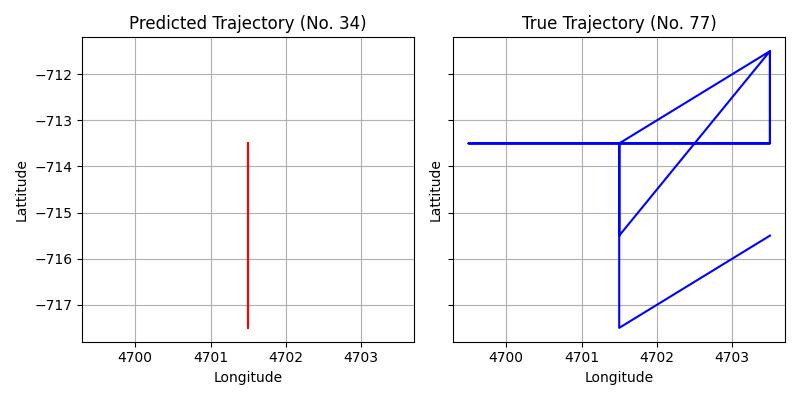 Predicted Trajectory (No. 34)
True Trajectory (No. 77)
Lattitude
−712
−713
−714
−715
−716
−717
4700 4701 4702 4703
Longitude
Lattitude
4700 4701 4702 4703
Longitude